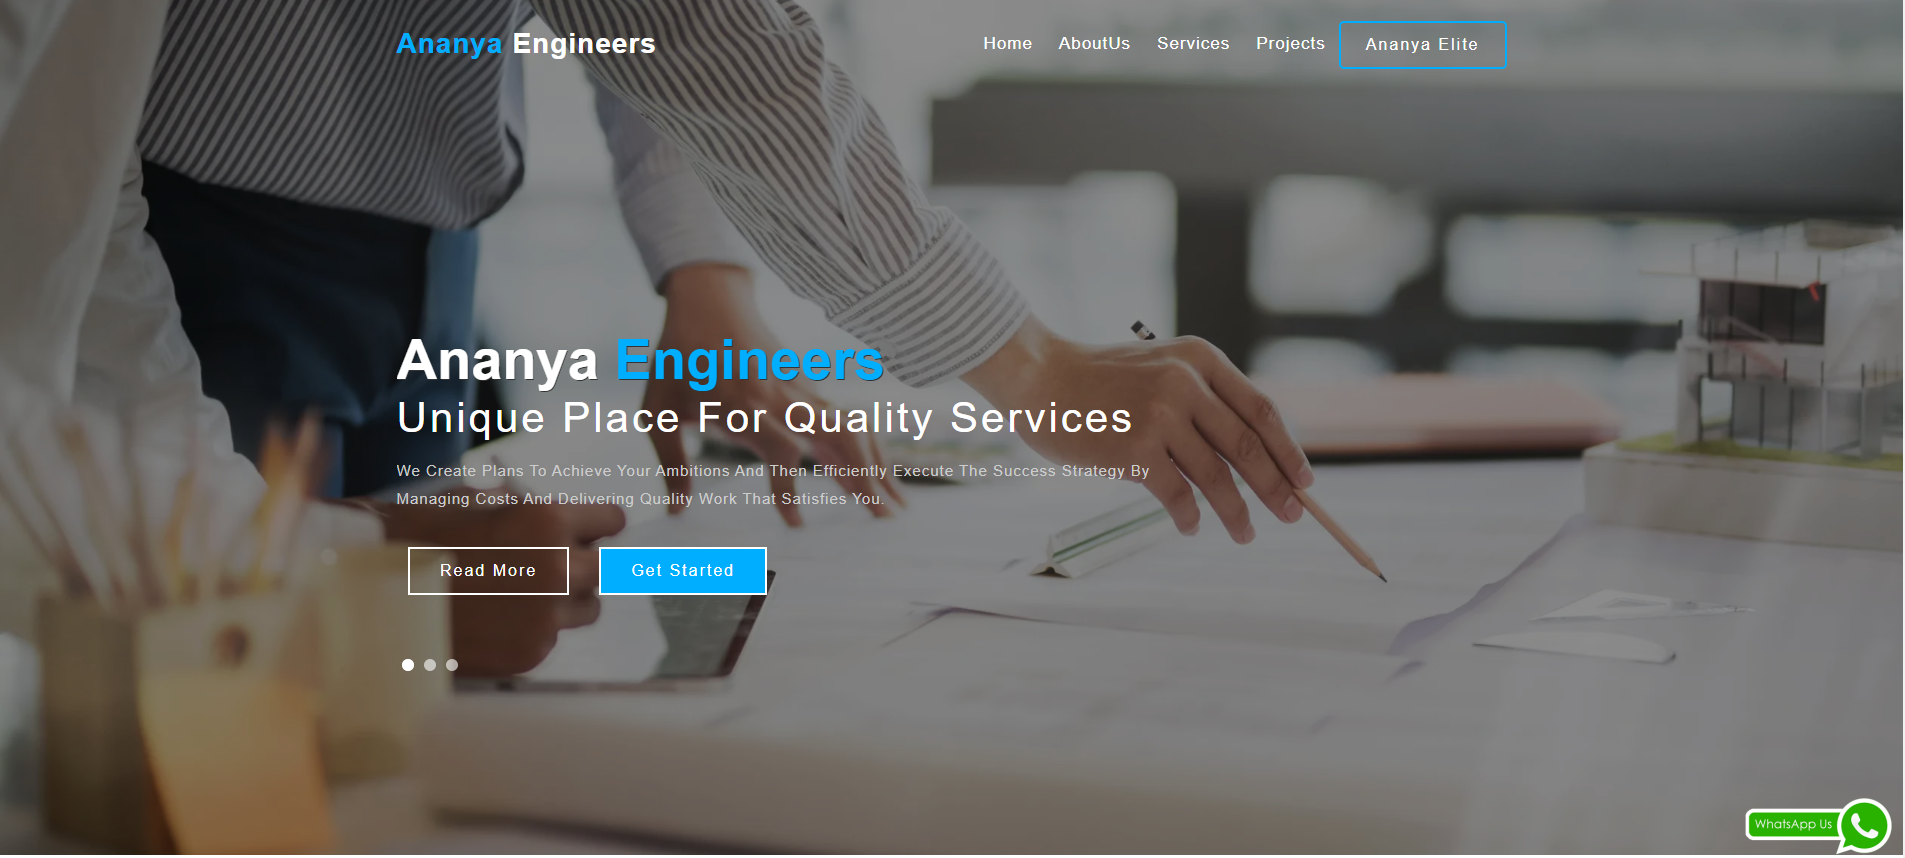 Ananya Engineers
Home AboutUs Services Projects Ananya Elite
Ananya Engineers
Unique Place For Quality Services
We Create Plans To Achieve Your Ambitions And Then Efficiently Execute The Success Strategy By
Managing Costs And Delivering Quality Work That Satisfies You.
Read More Get Started
WhatsApp Us